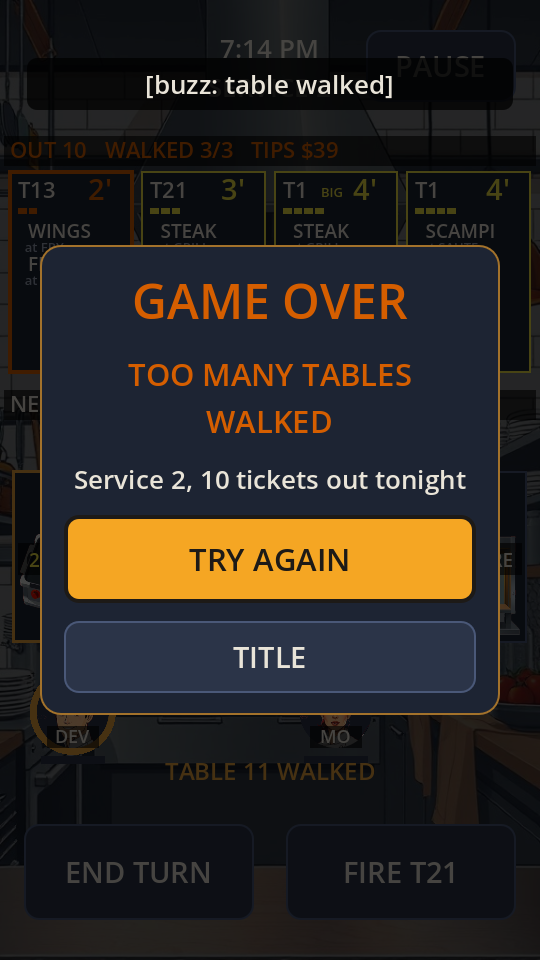 7:14 PM
PAUSE
[buzz: table walked]
OUT 10 WALKED 3/3 TIPS $39
T13 2' T21 3' T1 BIG 4' T1 4'
WINGS STEAK STEAK SCAMPI
GAME OVER
TOO MANY TABLES
WALKED
Service 2, 10 tickets out tonight
TRY AGAIN
TITLE
DEV MO
TABLE 11 WALKED
END TURN FIRE T21